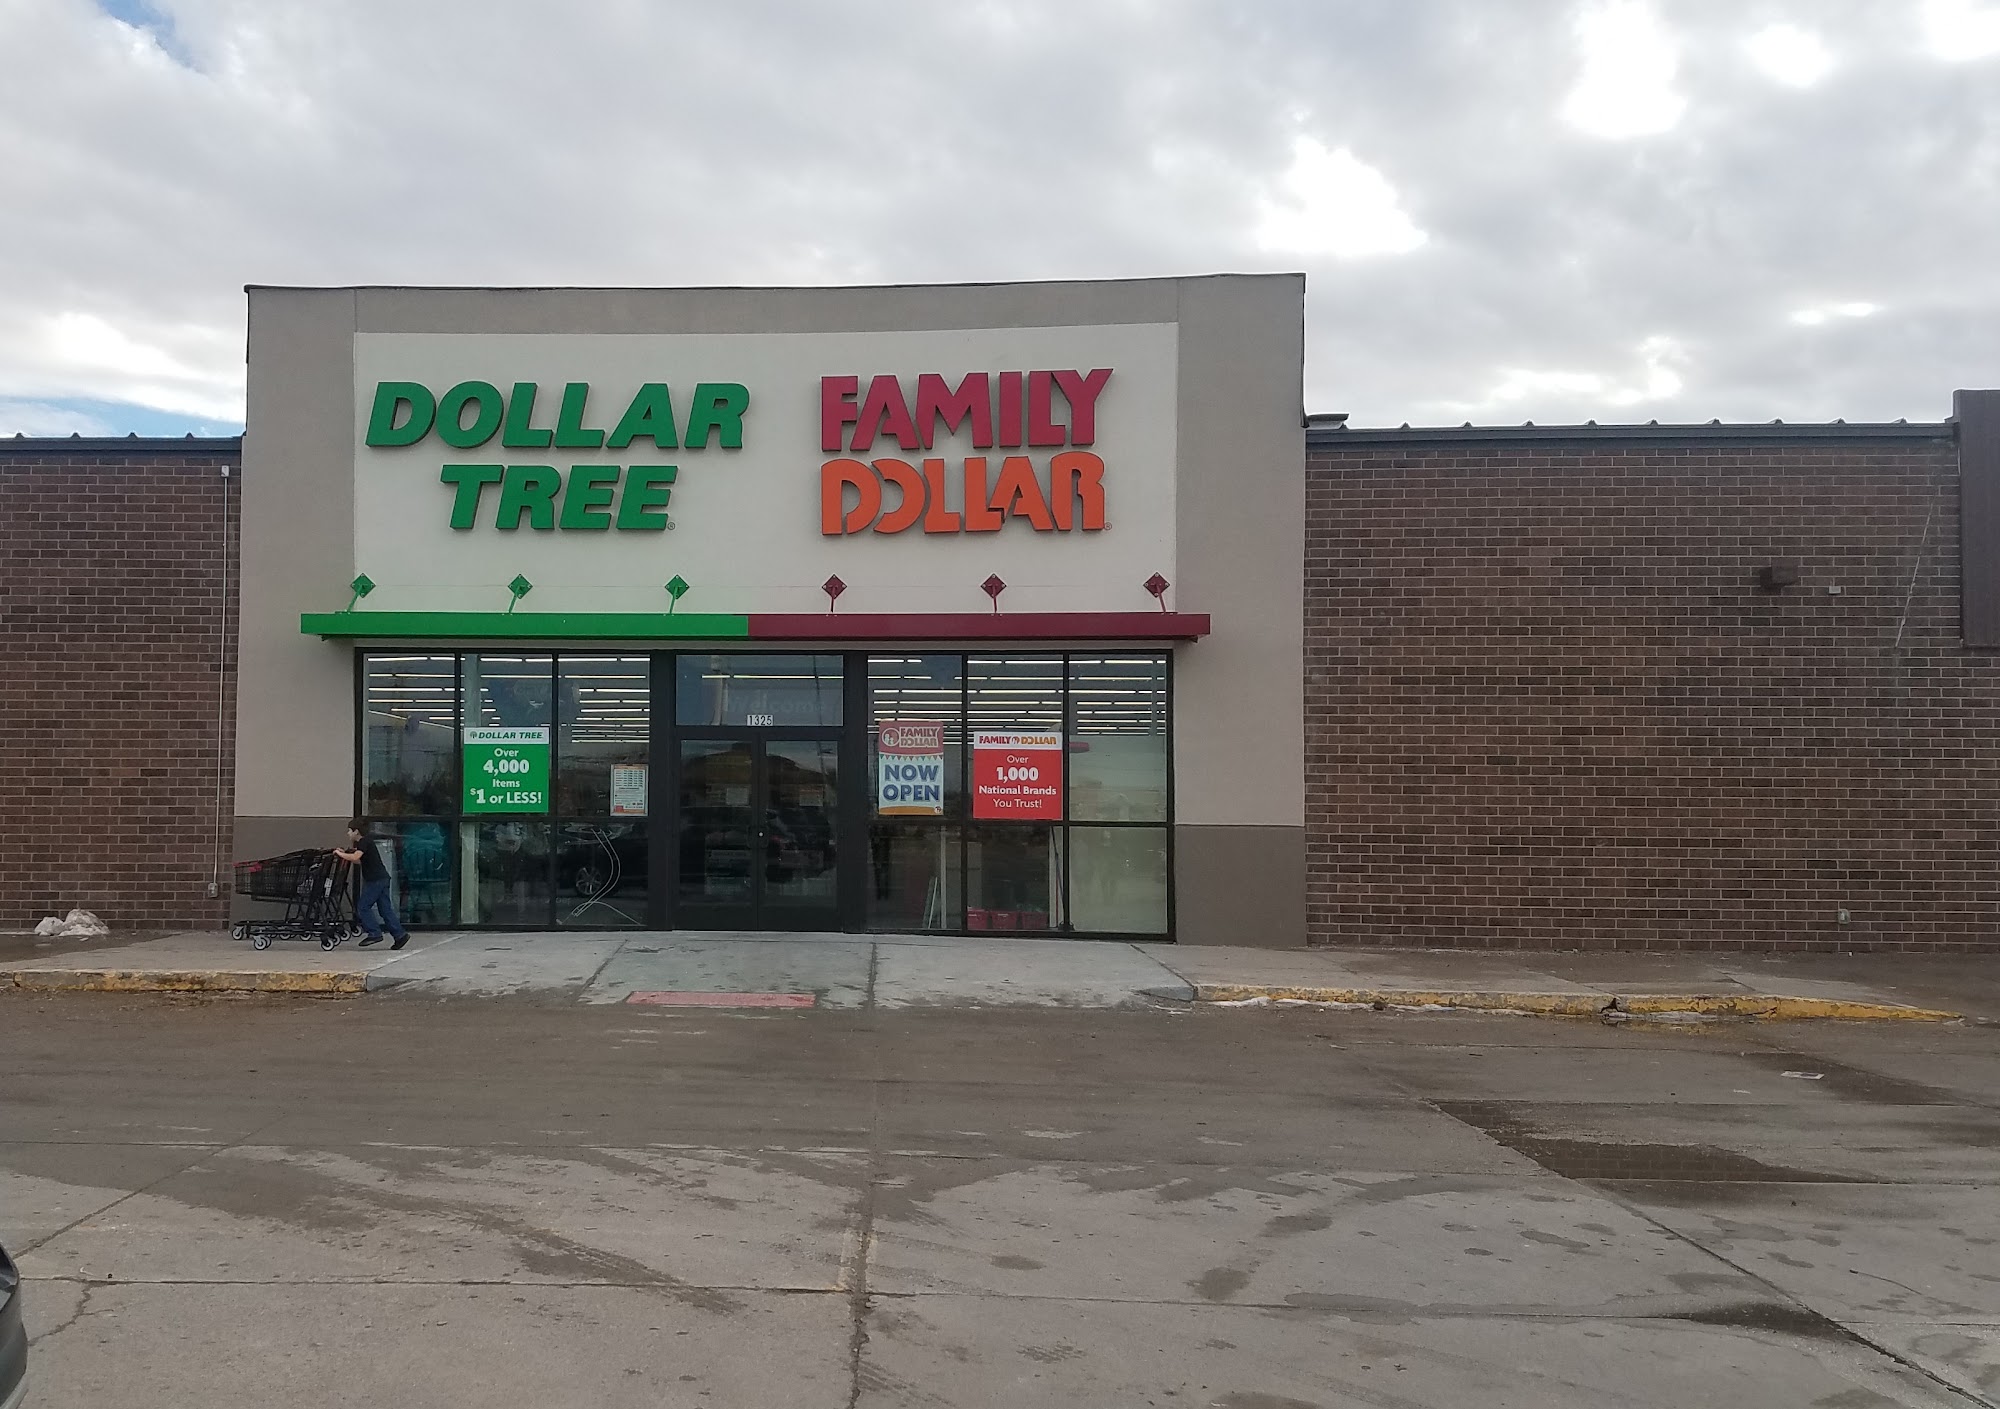 DOLLAR
TREE
FAMILY
DOLLAR
welcome
1325
DOLLAR TREE
Over
4,000
Items
$1 or LESS!
FAMILY
DOLLAR
NOW
OPEN
FAMILY DOLLAR
Over
1,000
National Brands
You Trust!